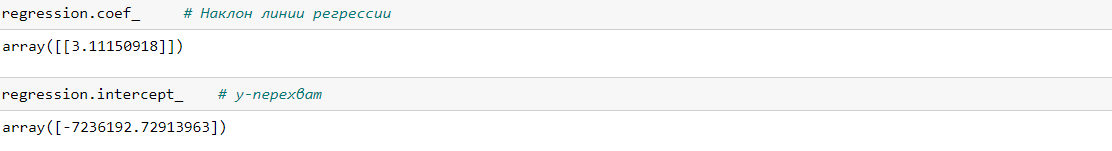 regression.coef_ # Наклон линии регрессии
array([[3.11150918]])
regression.intercept_ # y-перехват
array([-7236192.72913963])